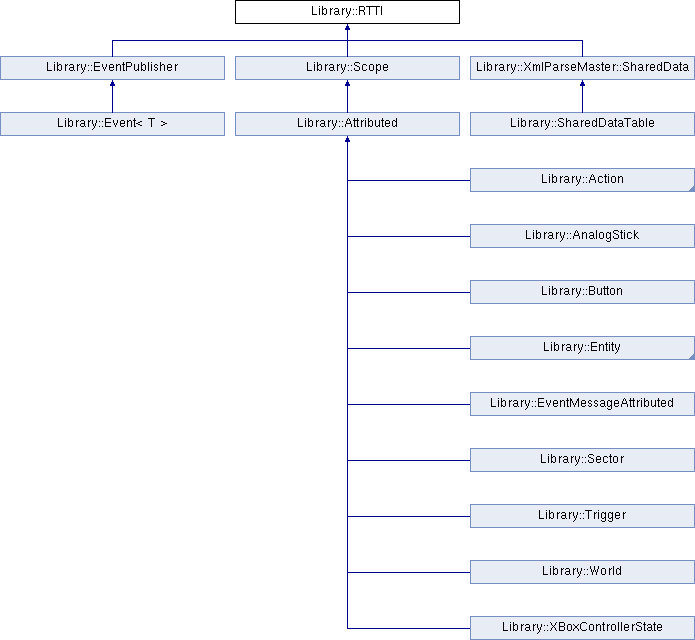 Library::RTTI
Library::EventPublisher
Library::Scope
Library::XmlParseMaster::SharedData
Library::Event< T >
Library::Attributed
Library::SharedDataTable
Library::Action
Library::AnalogStick
Library::Button
Library::Entity
Library::EventMessageAttributed
Library::Sector
Library::Trigger
Library::World
Library::XBoxControllerState